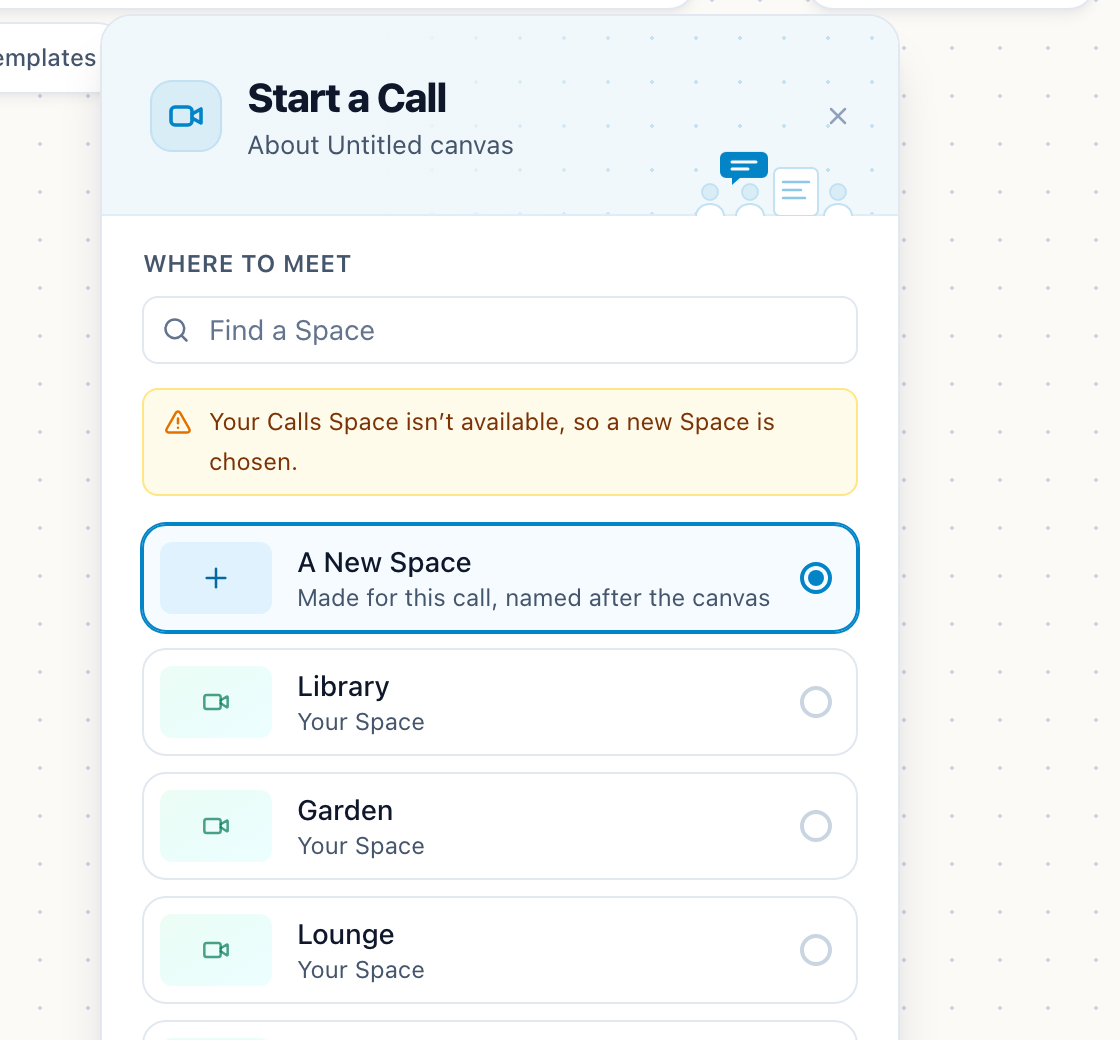 emplates
Start a Call
About Untitled canvas
WHERE TO MEET
Find a Space
Your Calls Space isn’t available, so a new Space is
chosen.
A New Space
Made for this call, named after the canvas
Library
Your Space
Garden
Your Space
Lounge
Your Space